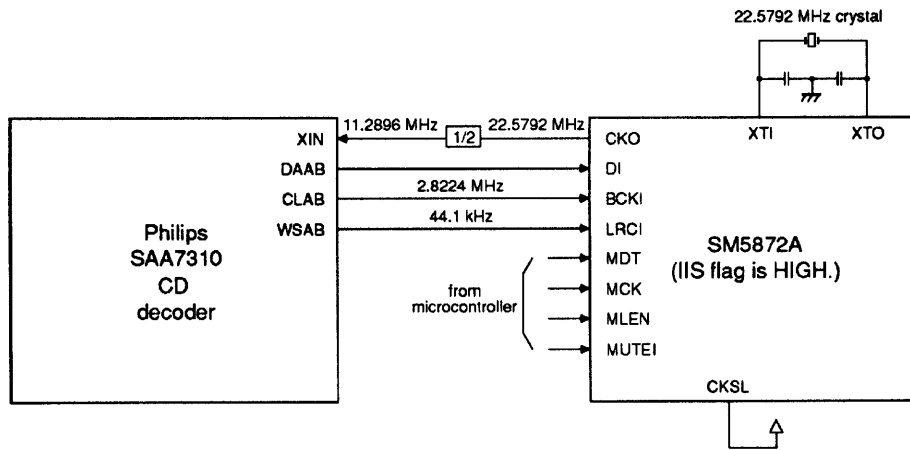 22.5792 MHz crystal
XTI
XTO
XIN
11.2896 MHz
1/2
22.5792 MHz
CKO
DAAB
DI
CLAB
2.8224 MHz
BCKI
WSAB
44.1 kHz
LRCI
Philips
SAA7310
CD
decoder
SM5872A
(IIS flag is HIGH.)
from
microcontroller
MDT
MCK
MLEN
MUTEI
CKSL